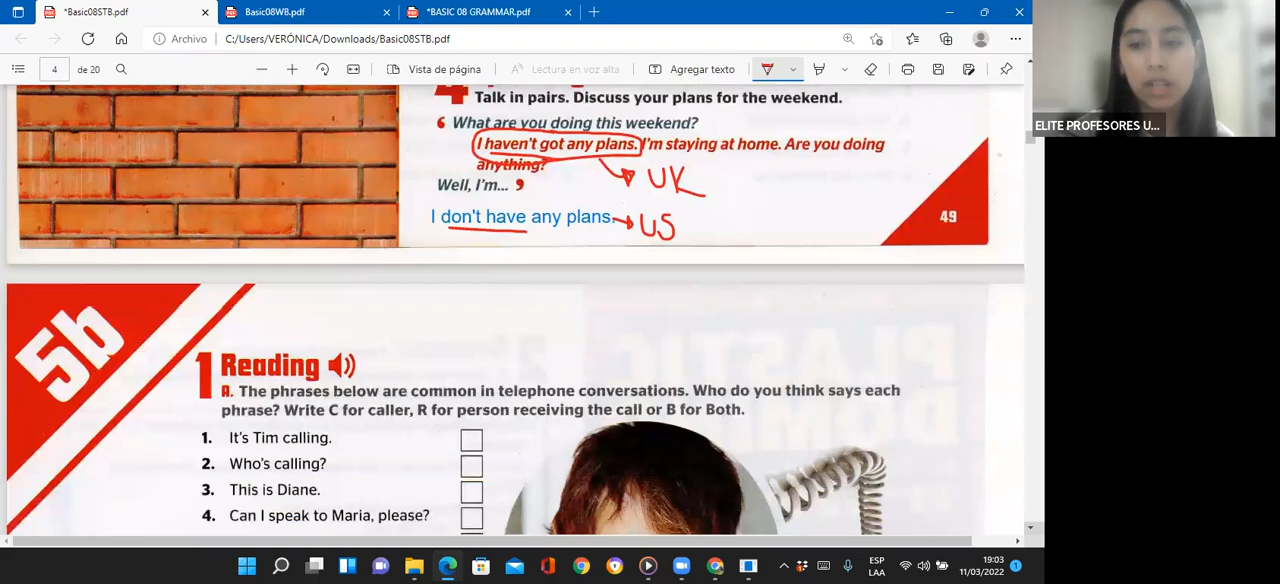 *Basic08STB.pdf
Basic08WB.pdf
*BASIC 08 GRAMMAR.pdf
Archivo
C:/Users/VERÓNICA/Downloads/Basic08STB.pdf
4
de 20
Vista de página
Lectura en voz alta
Agregar texto
ELITE PROFESORES U...
4
Talk in pairs. Discuss your plans for the weekend.
What are you doing this weekend?
I haven't got any plans. I'm staying at home. Are you doing
anything?
UK
Well, I'm...
I don't have any plans.
US
49
5b
1 Reading
A. The phrases below are common in telephone conversations. Who do you think says each
phrase? Write C for caller, R for person receiving the call or B for Both.
1. It's Tim calling.
2. Who's calling?
3. This is Diane.
4. Can I speak to Maria, please?
ESP
LAA
19:03
11/03/2022
1